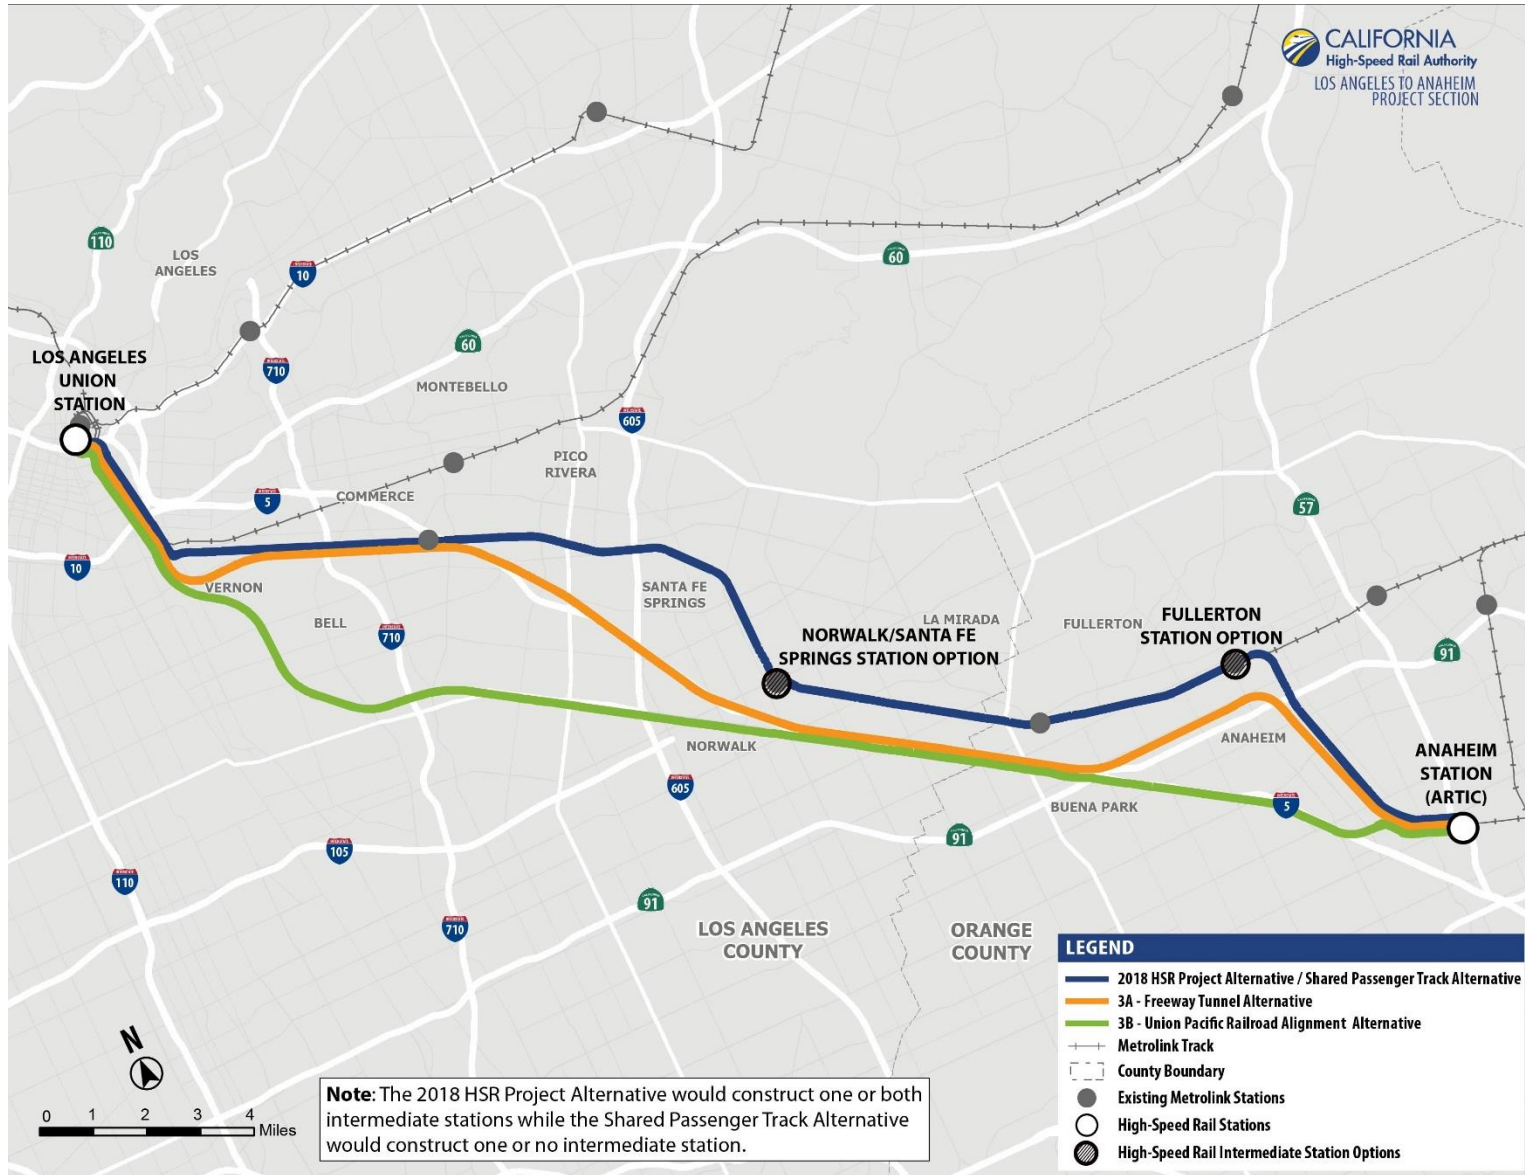 CALIFORNIA
High-Speed Rail Authority
LOS ANGELES TO ANAHEIM
PROJECT SECTION
110
LOS
ANGELES
10
60
60
LOS ANGELES
UNION
STATION
710
MONTEBELLO
605
PICO
RIVERA
5
COMMERCE
57
10
VERNON
BELL
710
SANTA FE
SPRINGS
NORWALK/SANTA FE
SPRINGS STATION OPTION
LA MIRADA
FULLERTON
FULLERTON
STATION OPTION
91
NORWALK
ANAHEIM
ANAHEIM
STATION
(ARTIC)
605
BUENA PARK
5
105
91
110
91
710
LOS ANGELES
COUNTY
ORANGE
COUNTY
LEGEND
2018 HSR Project Alternative / Shared Passenger Track Alternative
3A - Freeway Tunnel Alternative
3B - Union Pacific Railroad Alignment Alternative
Metrolink Track
County Boundary
Existing Metrolink Stations
High-Speed Rail Stations
High-Speed Rail Intermediate Station Options
N
0 1 2 3 4
Miles
Note: The 2018 HSR Project Alternative would construct one or both
intermediate stations while the Shared Passenger Track Alternative
would construct one or no intermediate station.